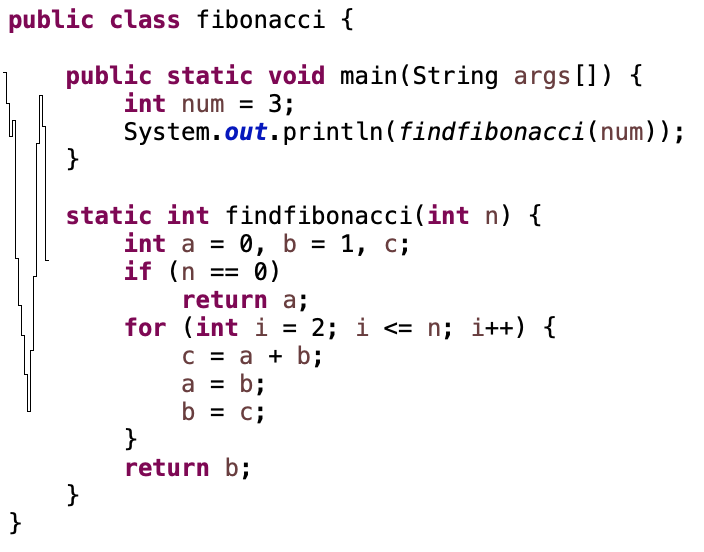 public class fibonacci {
public static void main(String args[]) {
int num = 3;
System.out.println(findfibonacci(num));
}
static int findfibonacci(int n) {
int a = 0, b = 1, c;
if (n == 0)
return a;
for (int i = 2; i <= n; i++) {
c = a + b;
a = b;
b = c;
}
return b;
}
}